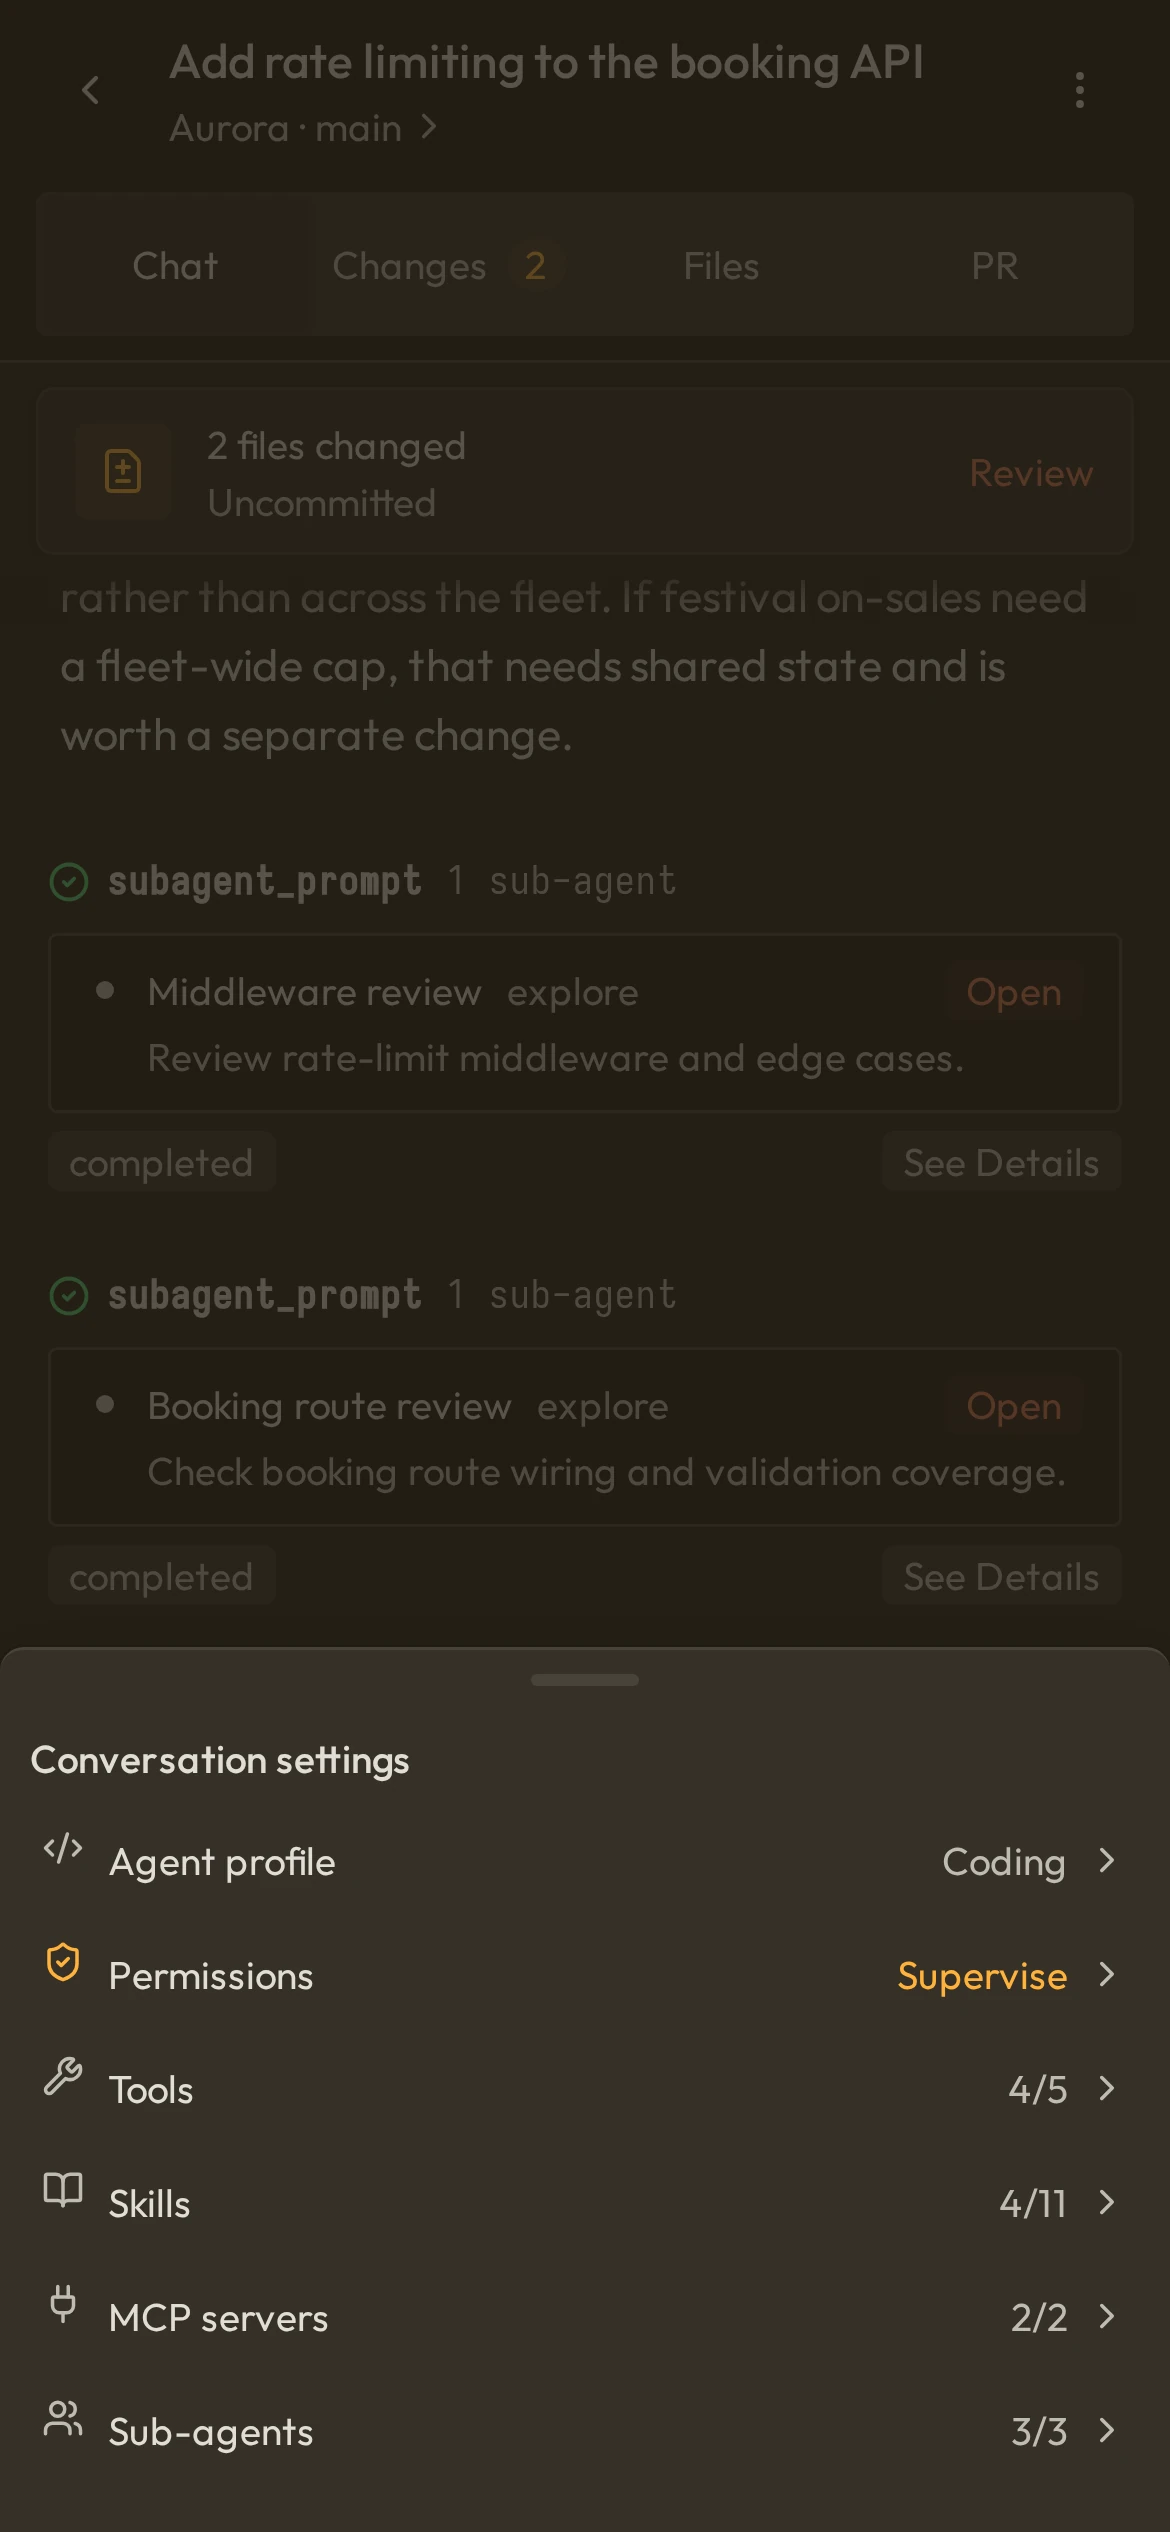 Add rate limiting to the booking API
Aurora · main
Chat
Changes 2
Files
PR
2 files changed
Uncommitted
Review
rather than across the fleet. If festival on-sales need
a fleet-wide cap, that needs shared state and is
worth a separate change.
subagent_prompt 1 sub-agent
Middleware review explore
Open
Review rate-limit middleware and edge cases.
completed
See Details
subagent_prompt 1 sub-agent
Booking route review explore
Open
Check booking route wiring and validation coverage.
completed
See Details
Conversation settings
Agent profile
Coding
Permissions
Supervise
Tools
4/5
Skills
4/11
MCP servers
2/2
Sub-agents
3/3